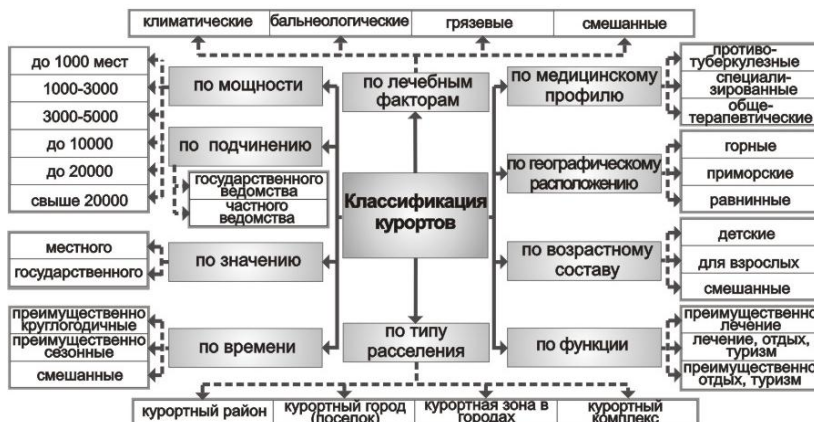 климатические
бальнеологические
грязевые
смешанные
до 1000 мест
1000-3000
3000-5000
до 10000
до 20000
свыше 20000
по мощности
по лечебным
факторам
по медицинскому
профилю
противо-
туберкулезные
специали-
зированные
обще-
терапевтические
по подчинению
государственного
ведомства
частного
ведомства
Классификация
курортов
по географическому
расположению
горные
приморские
равнинные
местного
государственного
по значению
по возрастному
составу
детские
для взрослых
смешанные
преимущественно
круглогодичные
преимущественно
сезонные
смешанные
по времени
по типу
расселения
по функции
преимущественно
лечение
лечение, отдых,
туризм
преимущественно
отдых, туризм
курортный район
курортный город
(поселок)
курортная зона в
городах
курортный
комплекс